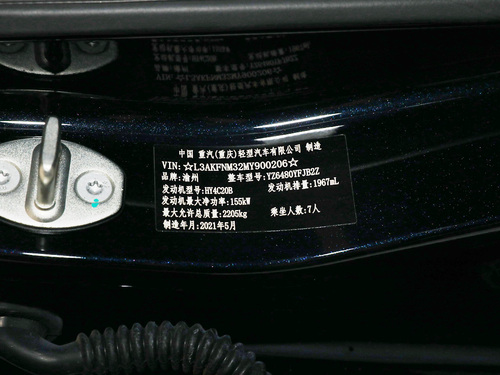 中国 重汽(重庆)轻型汽车有限公司 制造
VIN:☆L3AKFNM32MY900206☆
品牌:渝州 整车型号:YZ6480YFJB2Z
发动机型号:HY4C20B 发动机排量:1967mL
发动机最大净功率:155kW
最大允许总质量:2205kg 乘坐人数:7人
制造年月:2021年5月